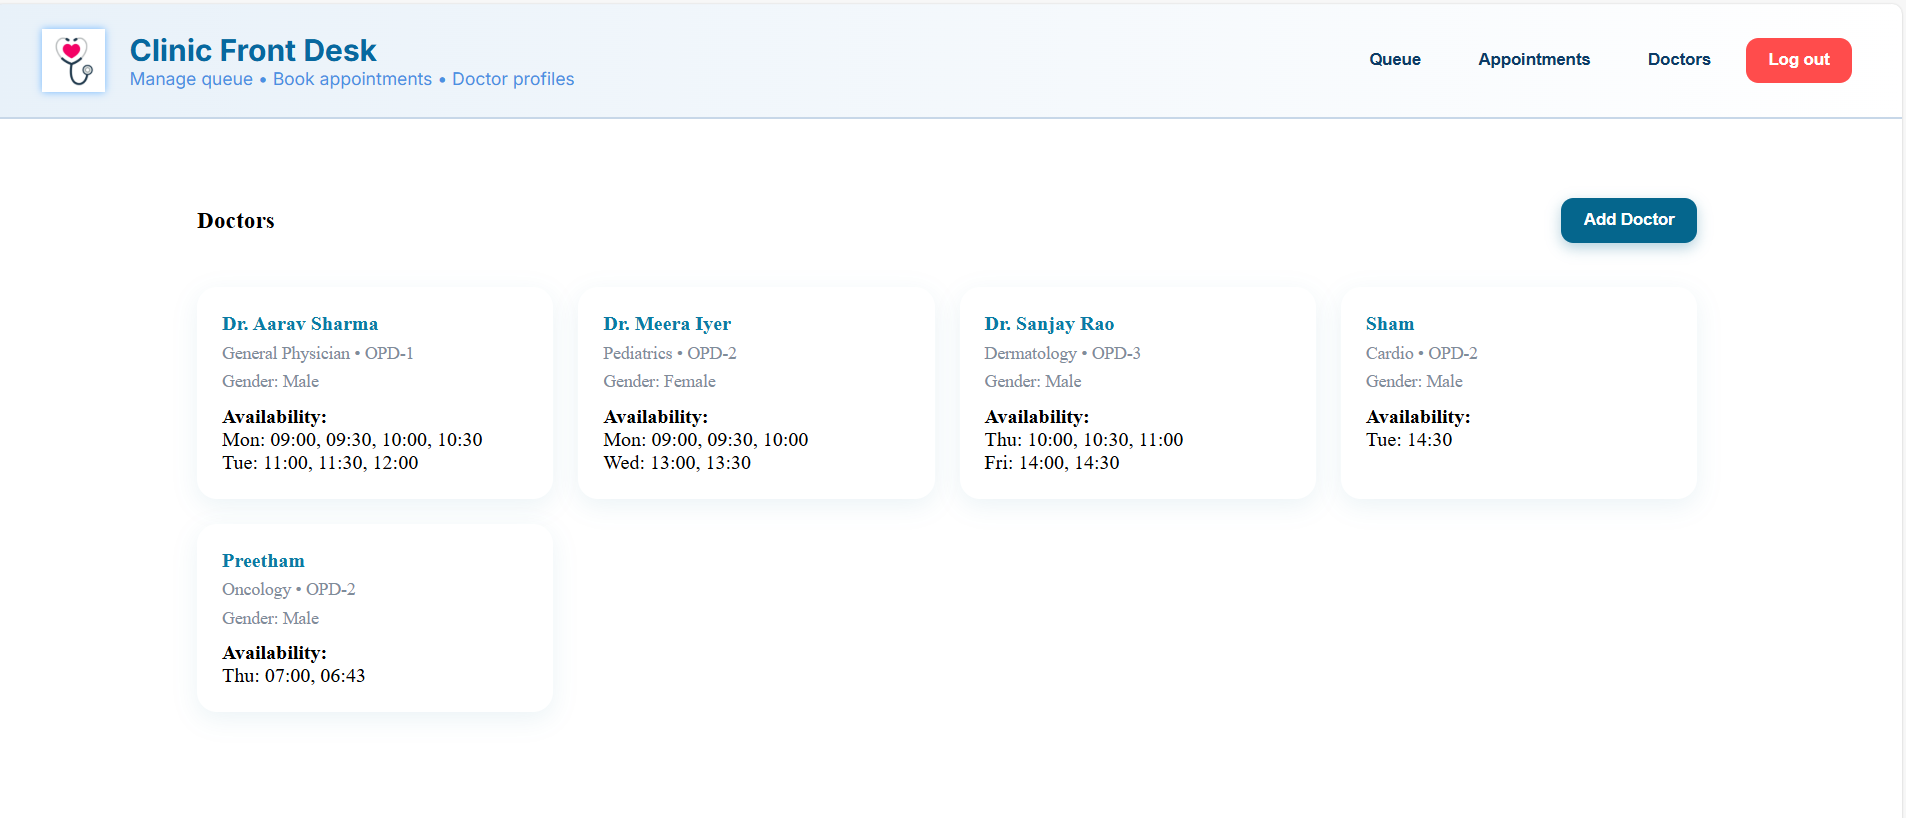 Clinic Front Desk
Manage queue • Book appointments • Doctor profiles
Queue
Appointments
Doctors
Log out
Doctors
Add Doctor
Dr. Aarav Sharma
General Physician • OPD-1
Gender: Male
Availability:
Mon: 09:00, 09:30, 10:00, 10:30
Tue: 11:00, 11:30, 12:00
Dr. Meera Iyer
Pediatrics • OPD-2
Gender: Female
Availability:
Mon: 09:00, 09:30, 10:00
Wed: 13:00, 13:30
Dr. Sanjay Rao
Dermatology • OPD-3
Gender: Male
Availability:
Thu: 10:00, 10:30, 11:00
Fri: 14:00, 14:30
Sham
Cardio • OPD-2
Gender: Male
Availability:
Tue: 14:30
Preetham
Oncology • OPD-2
Gender: Male
Availability:
Thu: 07:00, 06:43